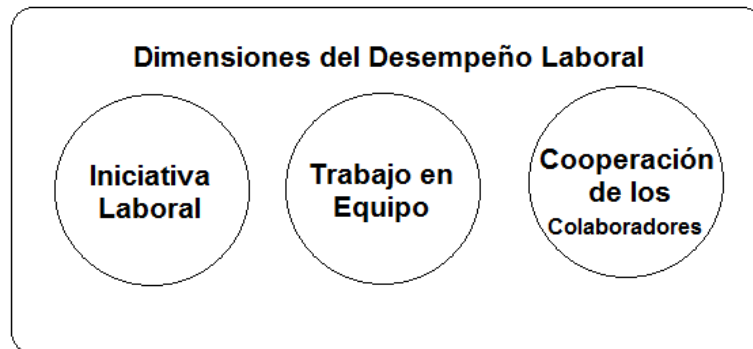 Dimensiones del Desempeño Laboral
Iniciativa
Laboral
Trabajo en
Equipo
Cooperación
de los
Colaboradores